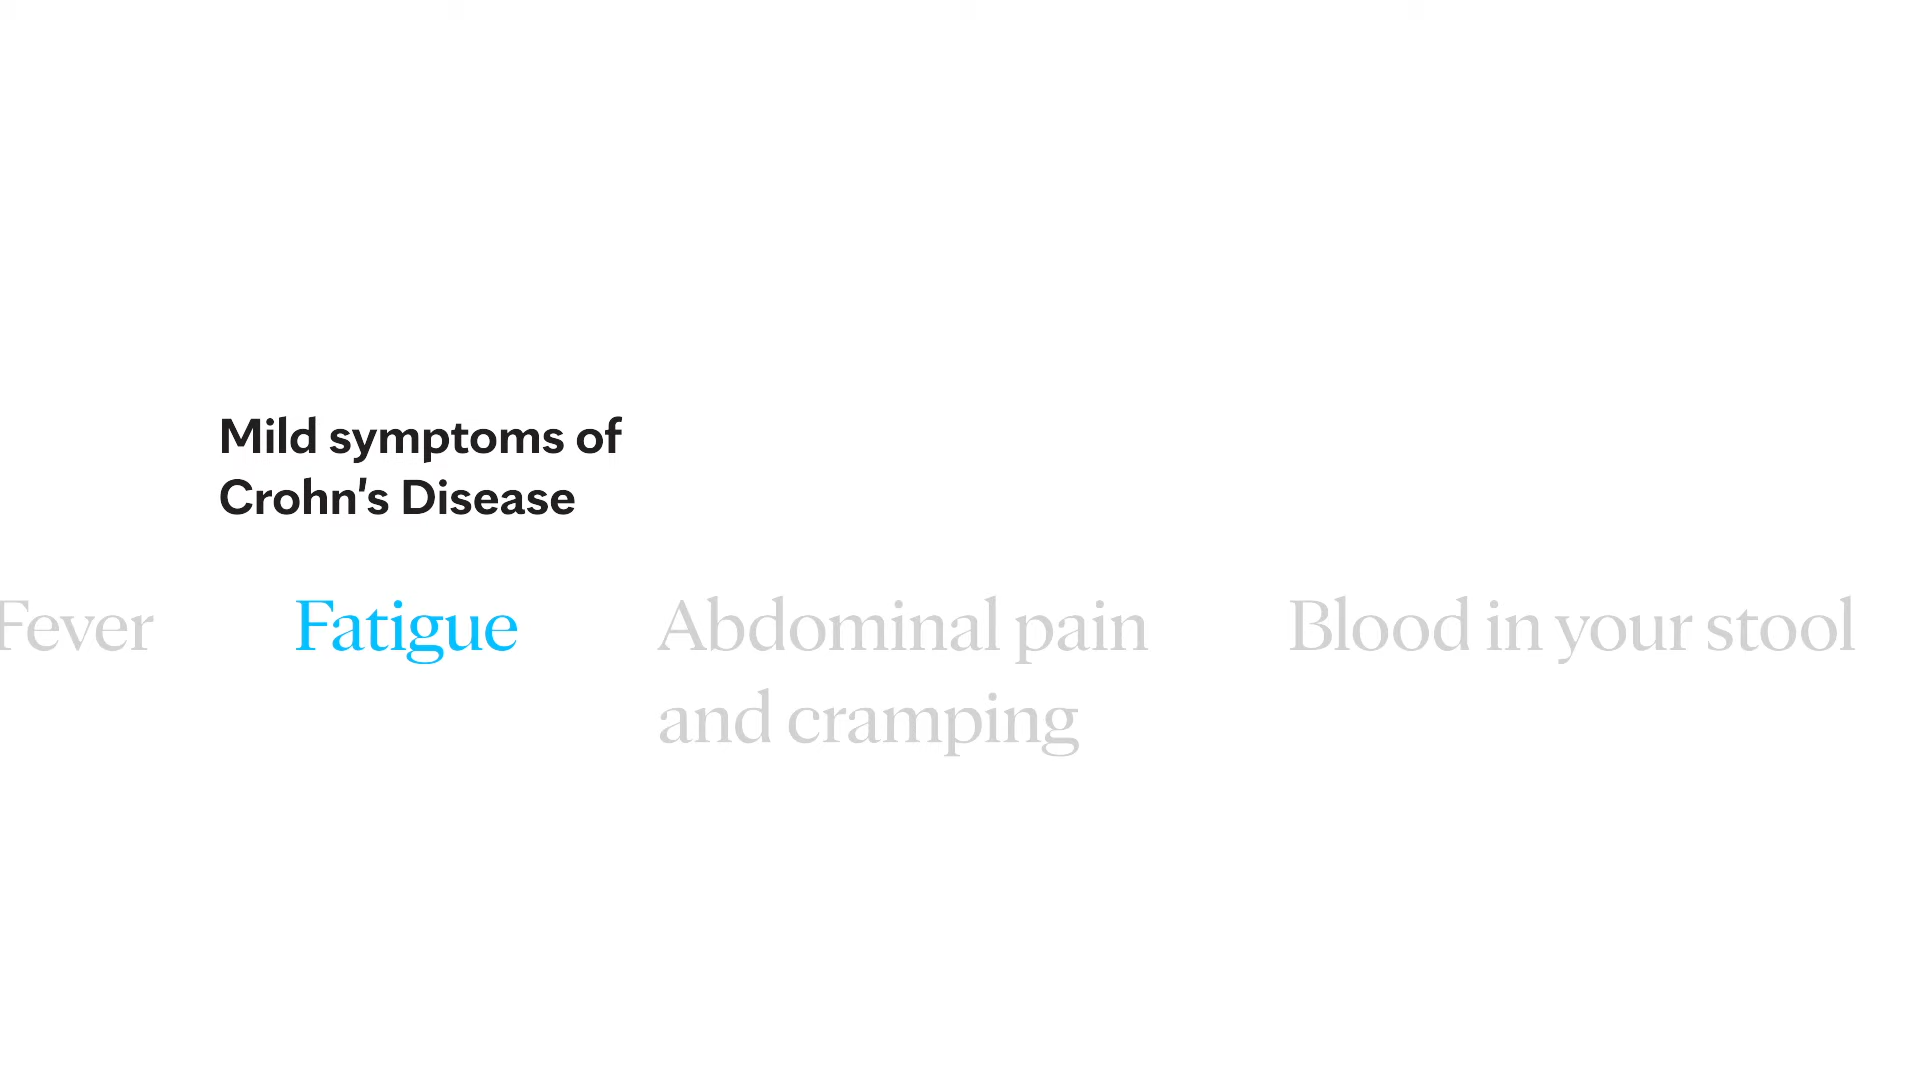 Mild symptoms of
Crohn's Disease
Fever
Fatigue
Abdominal pain
and cramping
Blood in your stool